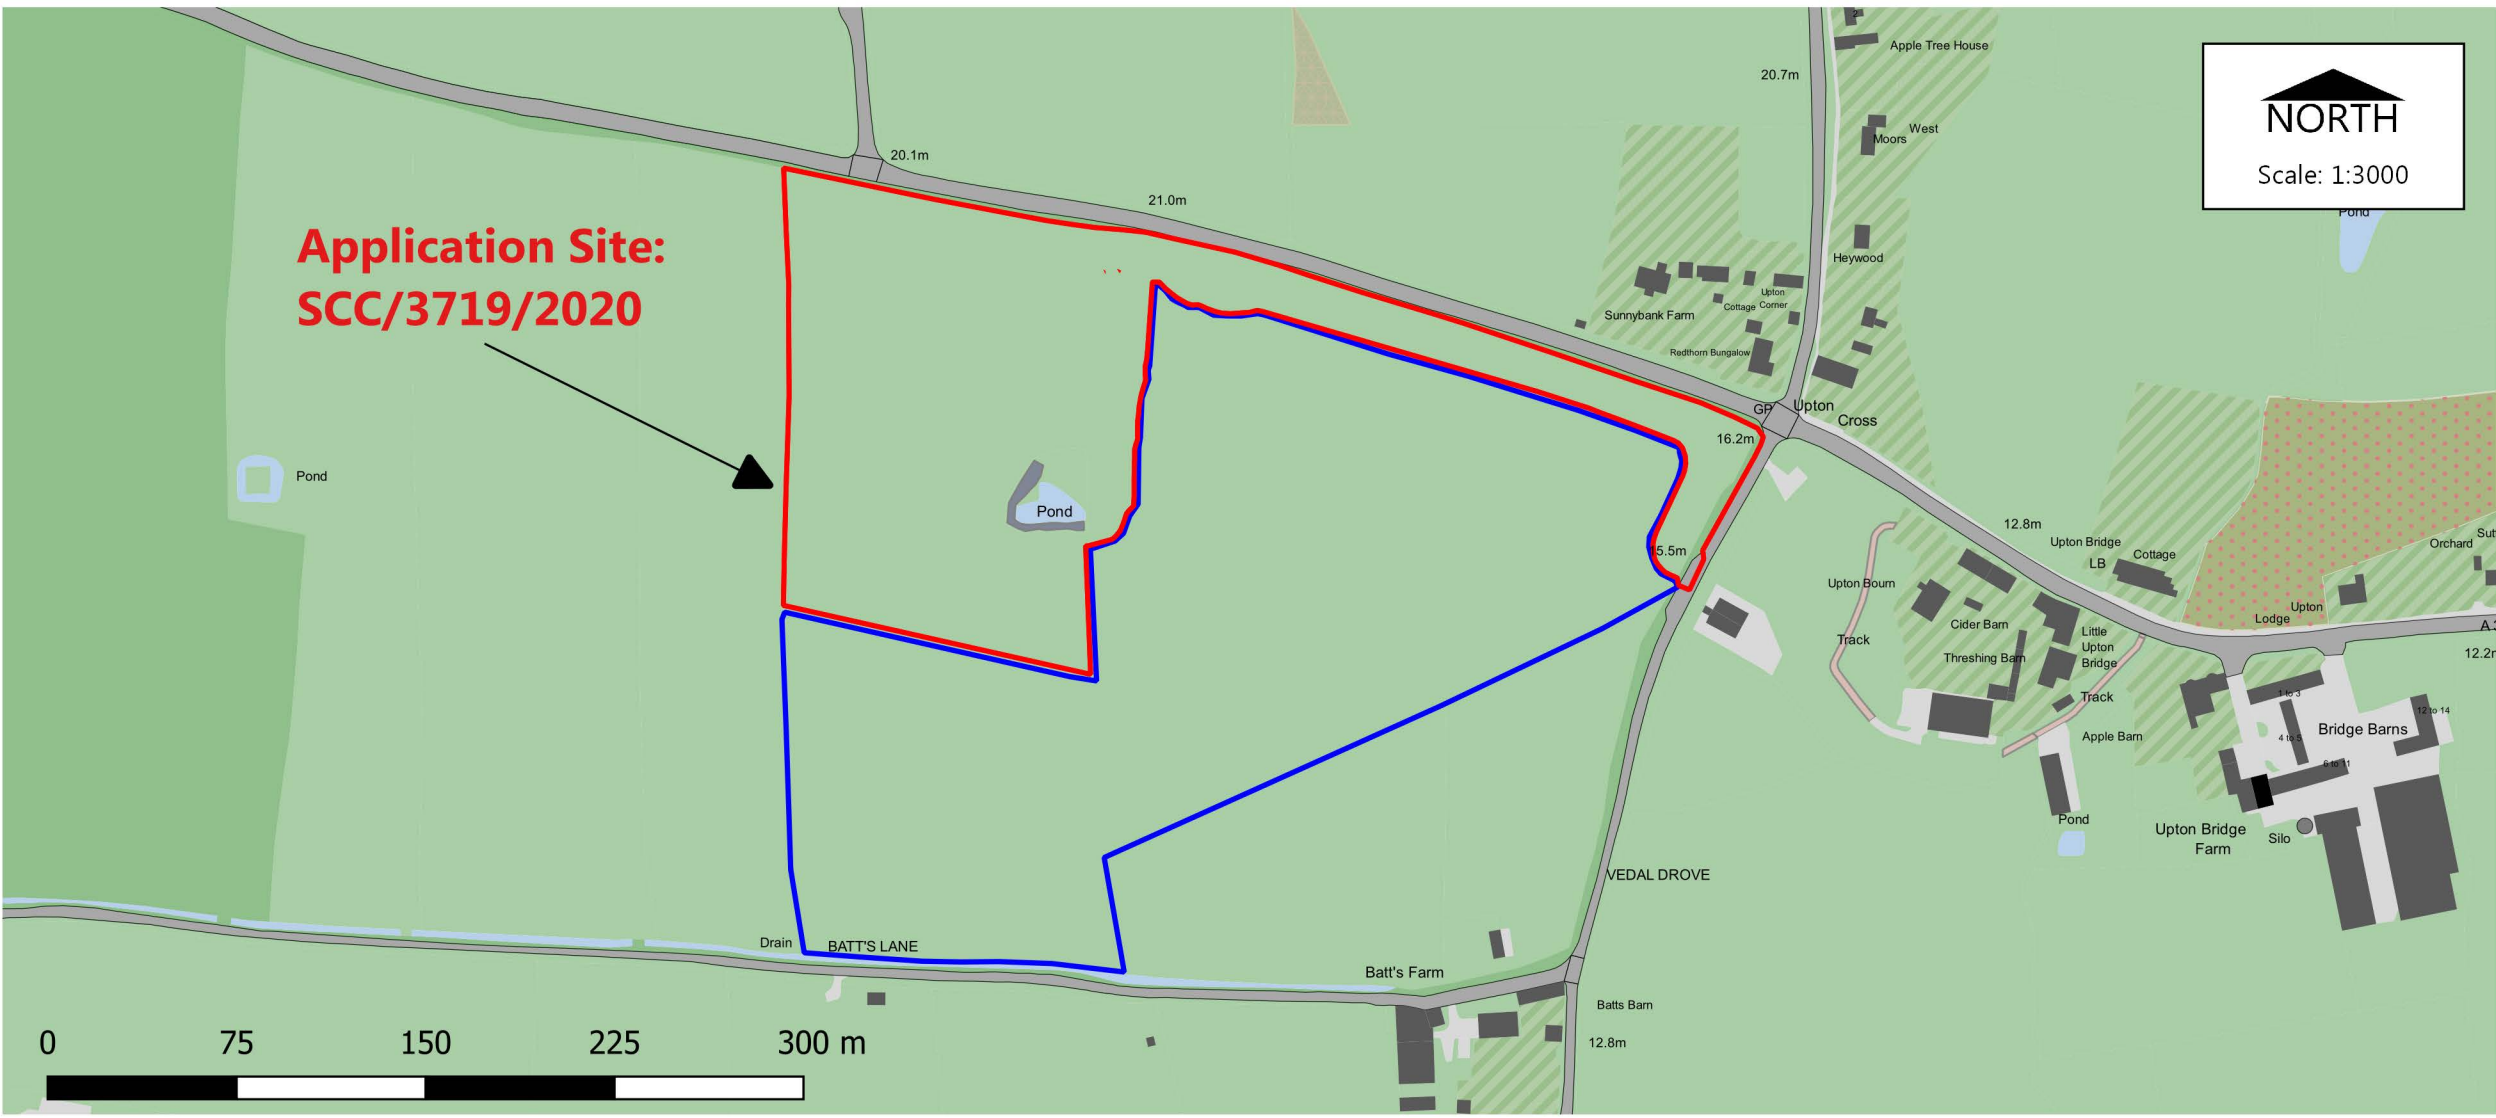 2
Apple Tree House
20.7m
NORTH
Scale: 1:3000
West
Moors
20.1m
21.0m
Pond
Application Site:
SCC/3719/2020
Heywood
Upton
Corner
Cottage
Sunnybank Farm
Redthorn Bungalow
GP
Upton
Cross
16.2m
Pond
Pond
12.8m
Upton Bridge
Cottage
LB
Orchard
15.5m
Upton Bourn
Upton
Lodge
Cider Barn
Little
Upton
Bridge
Track
Threshing Barn
Track
1 to 3
12 to 14
Bridge Barns
4 to 5
Apple Barn
6 to 11
Pond
Upton Bridge
Farm
Silo
VEDAL DROVE
Drain
BATT'S LANE
Batt's Farm
Batts Barn
12.8m
0 75 150 225 300 m